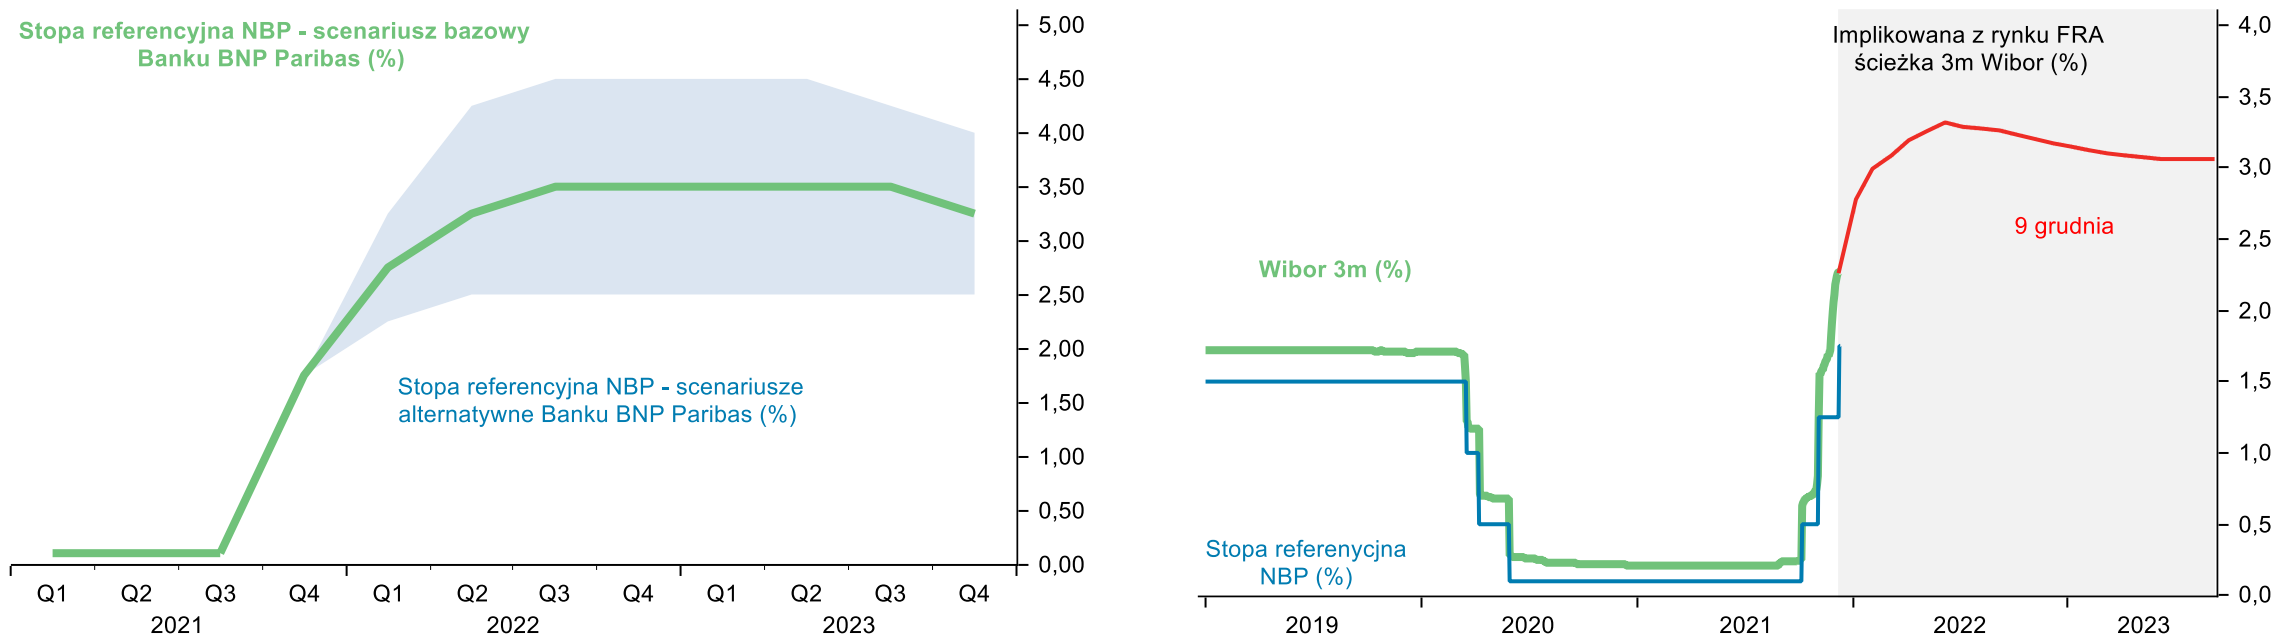 Stopa referencyjna NBP - scenariusz bazowy
Banku BNP Paribas (%)
5,00
4,50
4,00
3,50
3,00
2,50
2,00
1,50
1,00
0,50
0,00
Stopa referencyjna NBP - scenariusze
alternatywne Banku BNP Paribas (%)
Q1 Q2 Q3 Q4 Q1 Q2 Q3 Q4 Q1 Q2 Q3 Q4
2021 2022 2023
Implikowana z rynku FRA
ścieżka 3m Wibor (%)
9 grudnia
Wibor 3m (%)
Stopa referenycjna
NBP (%)
4,0
3,5
3,0
2,5
2,0
1,5
1,0
0,5
0,0
2019 2020 2021 2022 2023